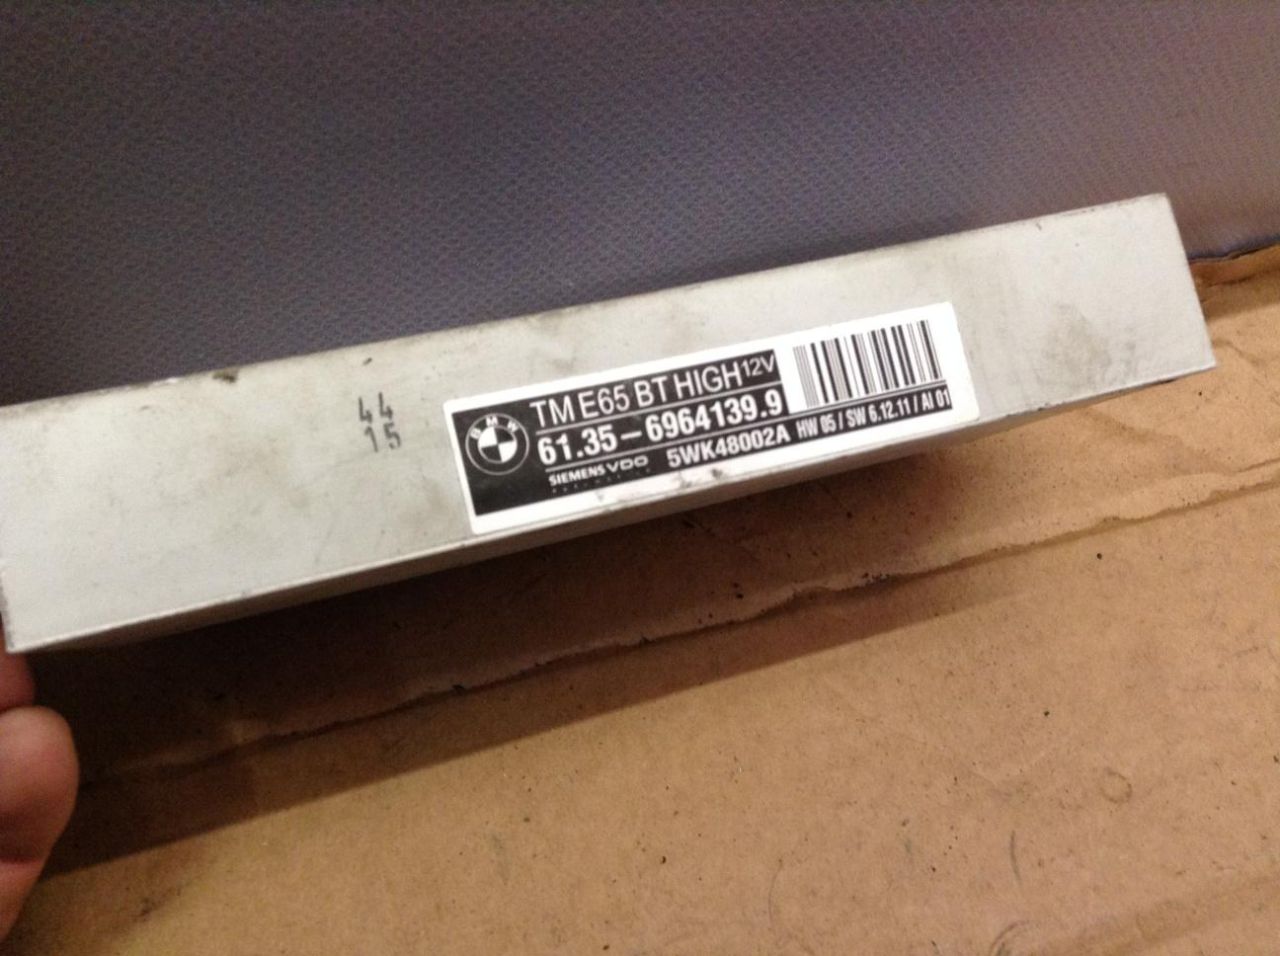 44
15
BMW
TM E65 BT HIGH 12V
61.35-6964139.9
SIEMENS VDO 5WK48002A HW 05 / SW 6.12.11 / AI 01